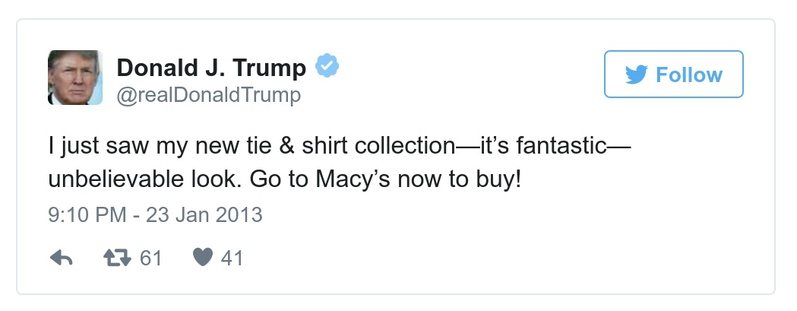 Donald J. Trump
@realDonaldTrump
Follow
I just saw my new tie & shirt collection—it’s fantastic—
unbelievable look. Go to Macy’s now to buy!
9:10 PM - 23 Jan 2013
61 41